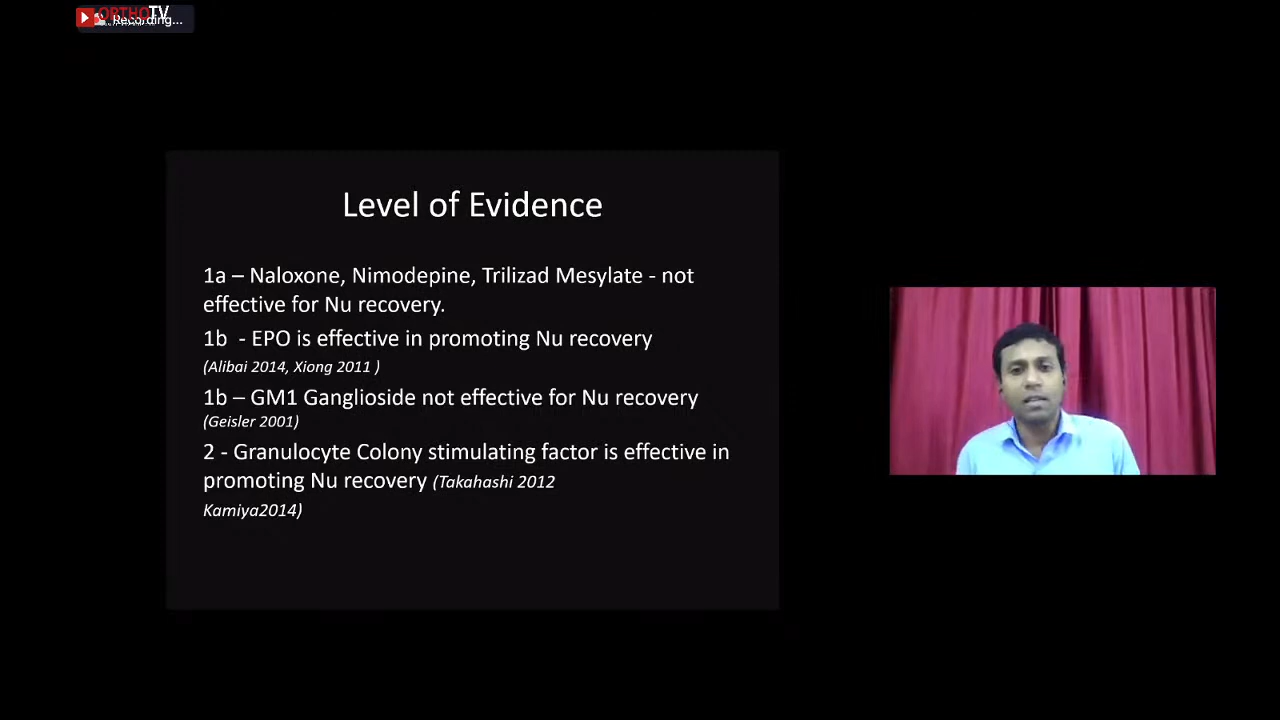 ORTHOTV
Recording...
Level of Evidence
1a – Naloxone, Nimodepine, Trilizad Mesylate - not
effective for Nu recovery.
1b - EPO is effective in promoting Nu recovery
(Alibai 2014, Xiong 2011 )
1b – GM1 Ganglioside not effective for Nu recovery
(Geisler 2001)
2 - Granulocyte Colony stimulating factor is effective in
promoting Nu recovery (Takahashi 2012
Kamiya2014)